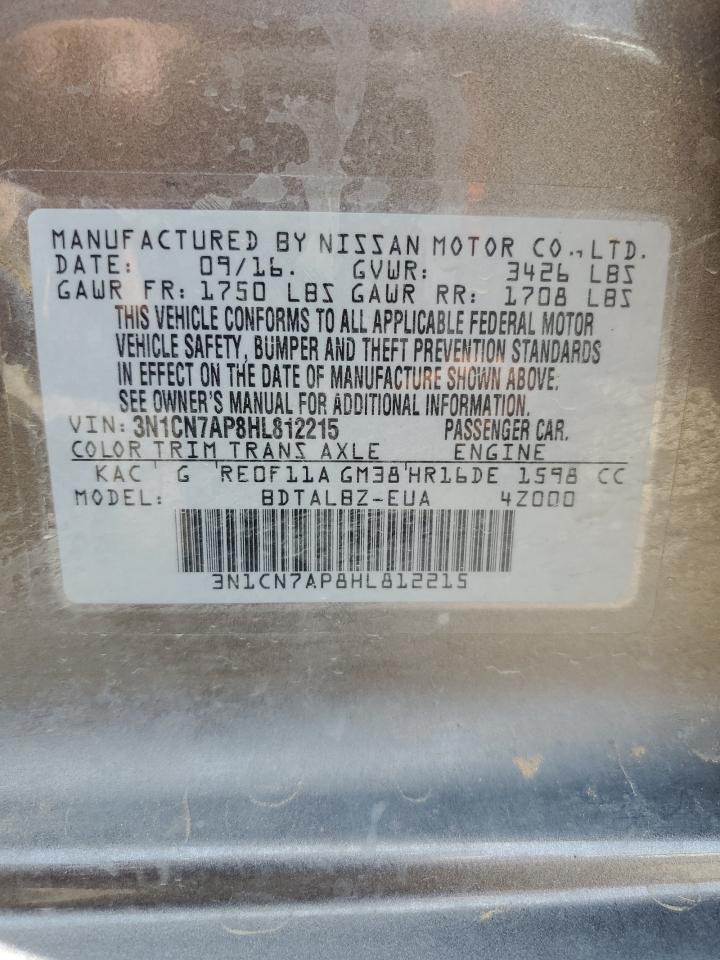 MANUFACTURED BY NISSAN MOTOR CO., LTD.
DATE: 09/16. GVWR: 3426 LBS
GAWR FR: 1750 LBS GAWR RR: 1708 LBS
THIS VEHICLE CONFORMS TO ALL APPLICABLE FEDERAL MOTOR
VEHICLE SAFETY, BUMPER AND THEFT PREVENTION STANDARDS
IN EFFECT ON THE DATE OF MANUFACTURE SHOWN ABOVE.
SEE OWNER'S MANUAL FOR ADDITIONAL INFORMATION.
VIN: 3N1CN7AP8HL812215 PASSENGER CAR.
COLOR TRIM TRANS AXLE ENGINE
KAC G RE0F11A GM38 HR16DE 1598 CC
MODEL: BDTALBZ-EUA 4Z000
3N1CN7AP8HL812215